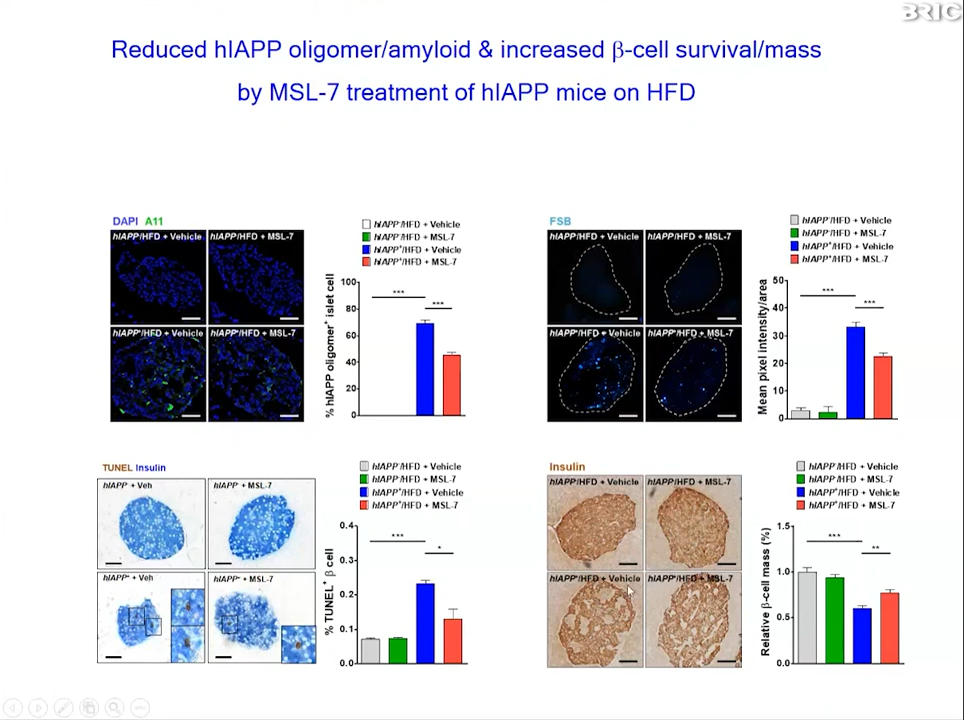 BRIC
Reduced hIAPP oligomer/amyloid & increased β-cell survival/mass
by MSL-7 treatment of hIAPP mice on HFD
DAPI A11
hIAPP⁻/HFD + Vehicle
hIAPP⁻/HFD + MSL-7
hIAPP⁺/HFD + Vehicle
hIAPP⁺/HFD + MSL-7
hIAPP⁻/HFD + Vehicle
hIAPP⁻/HFD + MSL-7
hIAPP⁺/HFD + Vehicle
hIAPP⁺/HFD + MSL-7
% hIAPP oligomer⁺ islet cell
100
80
60
40
20
0
***
***
FSB
hIAPP⁻/HFD + Vehicle
hIAPP⁻/HFD + MSL-7
hIAPP⁺/HFD + Vehicle
hIAPP⁺/HFD + MSL-7
hIAPP⁻/HFD + Vehicle
hIAPP⁻/HFD + MSL-7
hIAPP⁺/HFD + Vehicle
hIAPP⁺/HFD + MSL-7
Mean pixel intensity/area
50
40
30
20
10
0
***
***
TUNEL Insulin
hIAPP⁻ + Veh
hIAPP⁻ + MSL-7
hIAPP⁺ + Veh
hIAPP⁺ + MSL-7
hIAPP⁻/HFD + Vehicle
hIAPP⁻/HFD + MSL-7
hIAPP⁺/HFD + Vehicle
hIAPP⁺/HFD + MSL-7
% TUNEL⁺ β cell
0.4
0.3
0.2
0.1
0.0
***
*
Insulin
hIAPP⁻/HFD + Vehicle
hIAPP⁻/HFD + MSL-7
hIAPP⁺/HFD + Vehicle
hIAPP⁺/HFD + MSL-7
hIAPP⁻/HFD + Vehicle
hIAPP⁻/HFD + MSL-7
hIAPP⁺/HFD + Vehicle
hIAPP⁺/HFD + MSL-7
Relative β-cell mass (%)
1.5
1.0
0.5
0.0
***
**